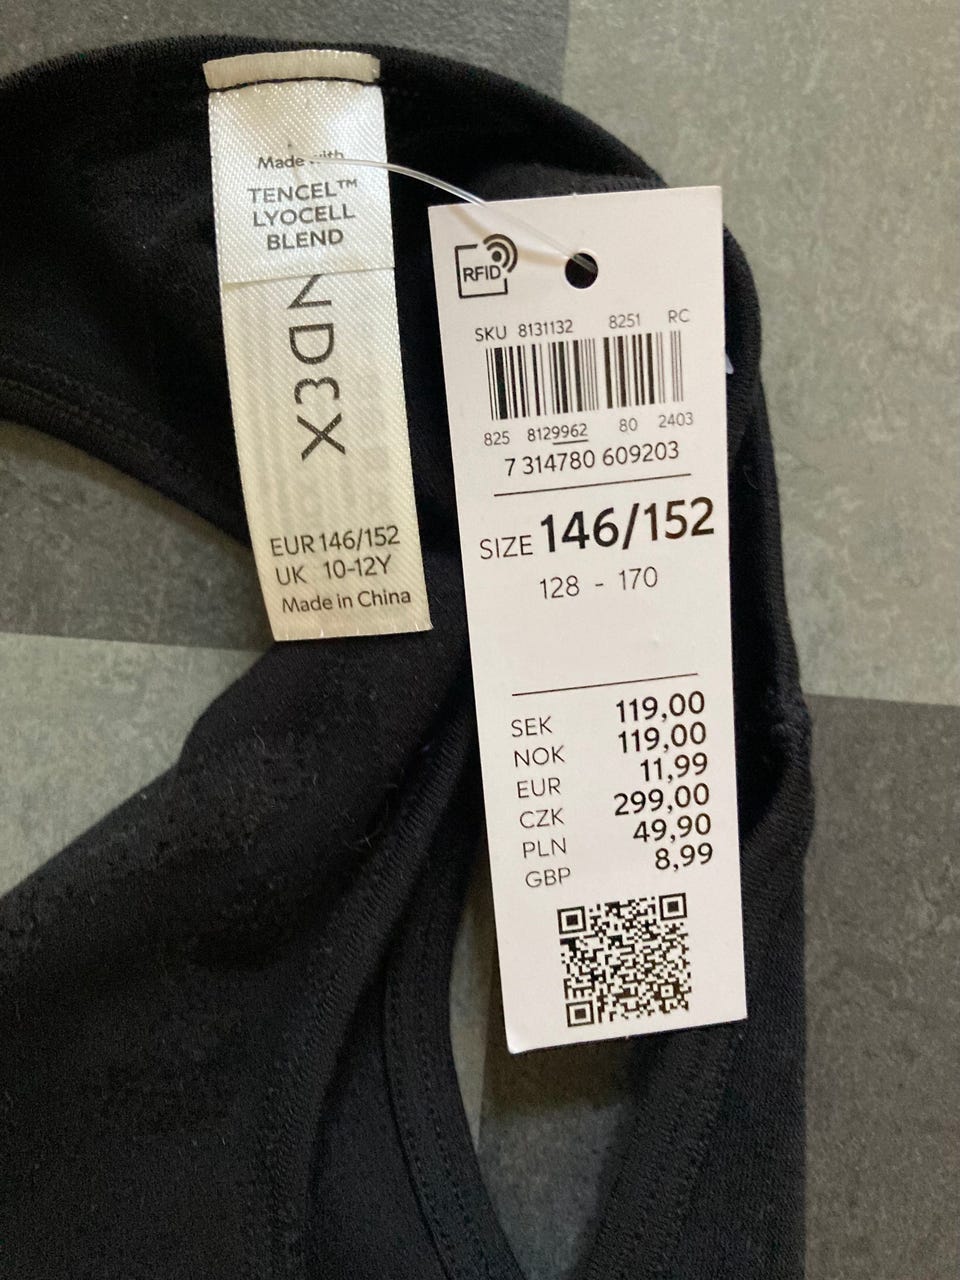 Made with
TENCEL™
LYOCELL
BLEND
NDEX
EUR 146/152
UK 10-12Y
Made in China
RFID
SKU 8131132 8251 RC
825 8129962 80 2403
7 314780 609203
SIZE 146/152
128 - 170
SEK 119,00
NOK 119,00
EUR 11,99
CZK 299,00
PLN 49,90
GBP 8,99